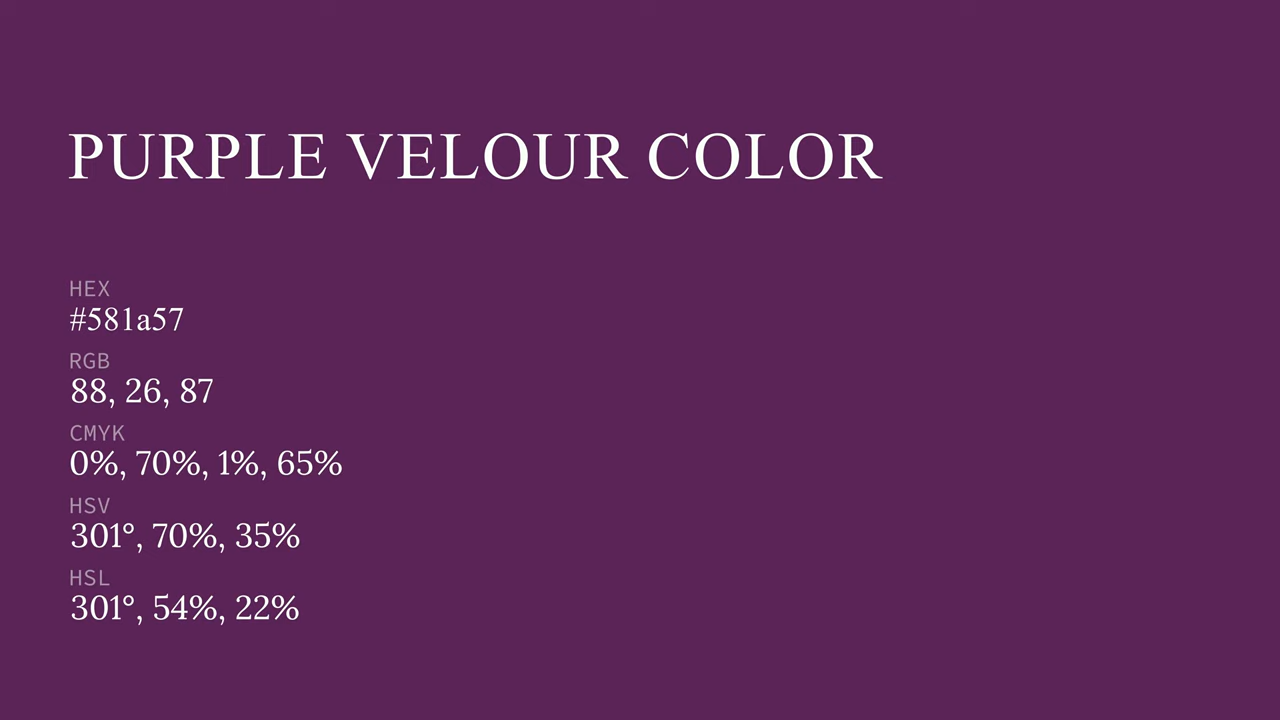 PURPLE VELOUR COLOR
HEX
#581a57
RGB
88, 26, 87
CMYK
0%, 70%, 1%, 65%
HSV
301°, 70%, 35%
HSL
301°, 54%, 22%